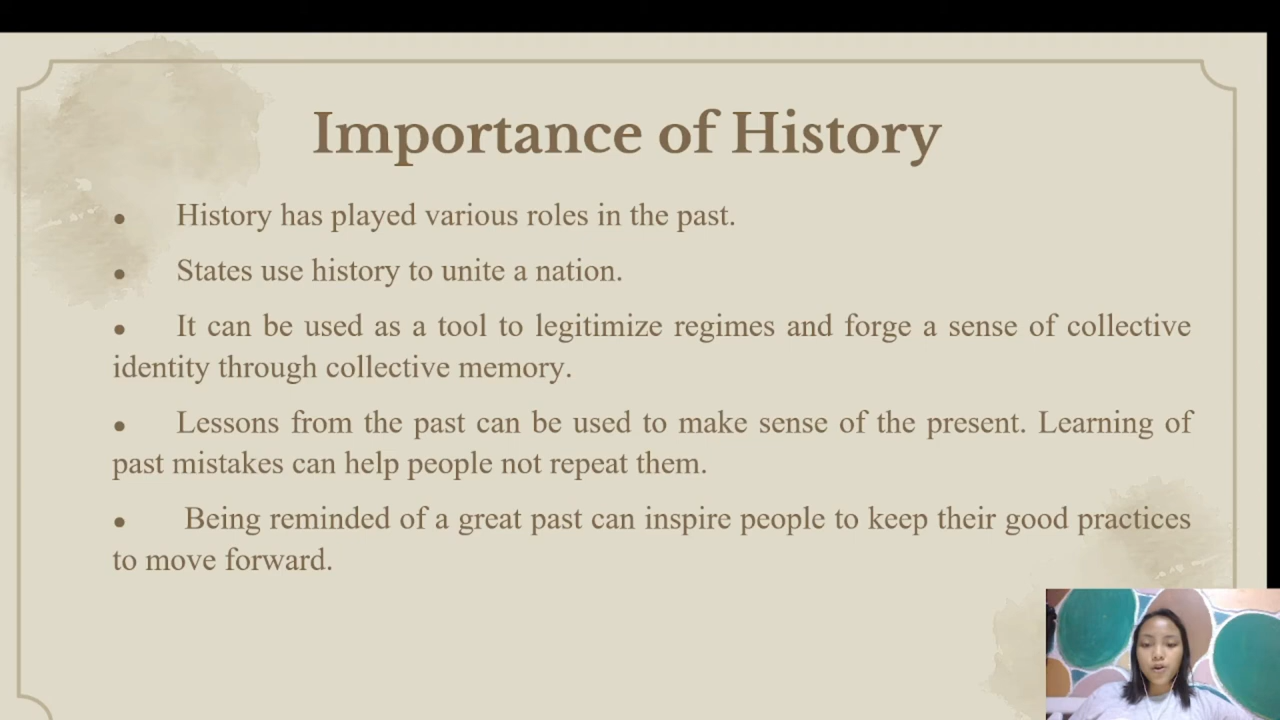 Importance of History
● History has played various roles in the past.
● States use history to unite a nation.
● It can be used as a tool to legitimize regimes and forge a sense of collective
identity through collective memory.
● Lessons from the past can be used to make sense of the present. Learning of
past mistakes can help people not repeat them.
● Being reminded of a great past can inspire people to keep their good practices
to move forward.